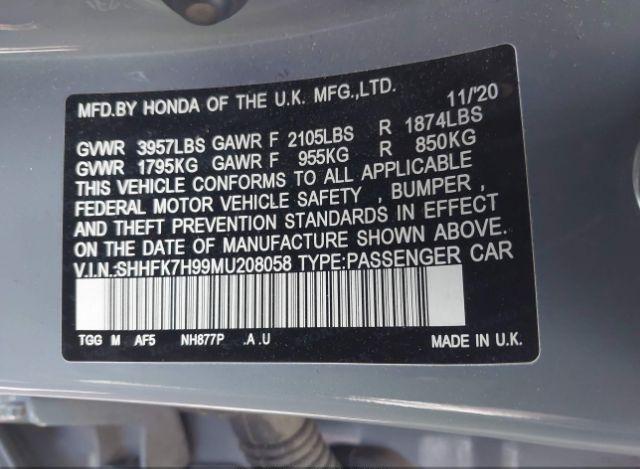 MFD.BY HONDA OF THE U.K. MFG.,LTD. 11/'20
GVWR 3957LBS GAWR F 2105LBS R 1874LBS
GVWR 1795KG GAWR F 955KG R 850KG
THIS VEHICLE CONFORMS TO ALL APPLICABLE
FEDERAL MOTOR VEHICLE SAFETY , BUMPER ,
AND THEFT PREVENTION STANDARDS IN EFFECT
ON THE DATE OF MANUFACTURE SHOWN ABOVE.
V.I.N.:SHHFK7H99MU208058 TYPE:PASSENGER CAR
TGG M AF5 NH877P .A .U MADE IN U.K.